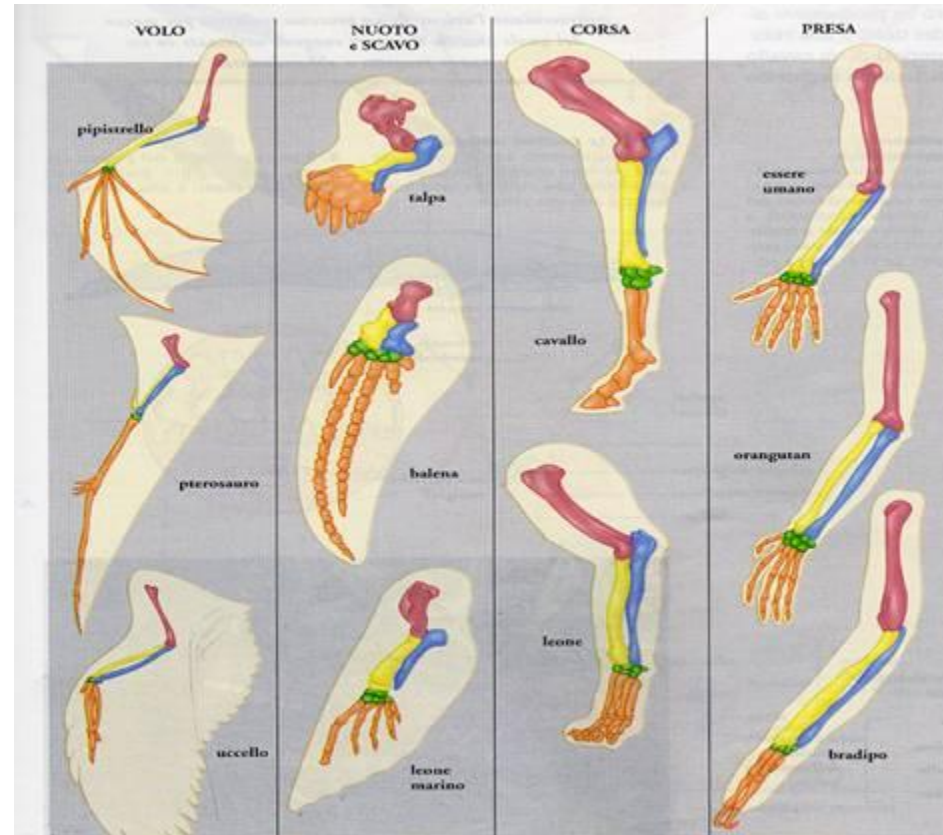 VOLO
NUOTO
e SCAVO
CORSA
PRESA
pipistrello
talpa
cavallo
essere
umano
pterosauro
balena
leone
orangutan
uccello
leone
marino
bradipo